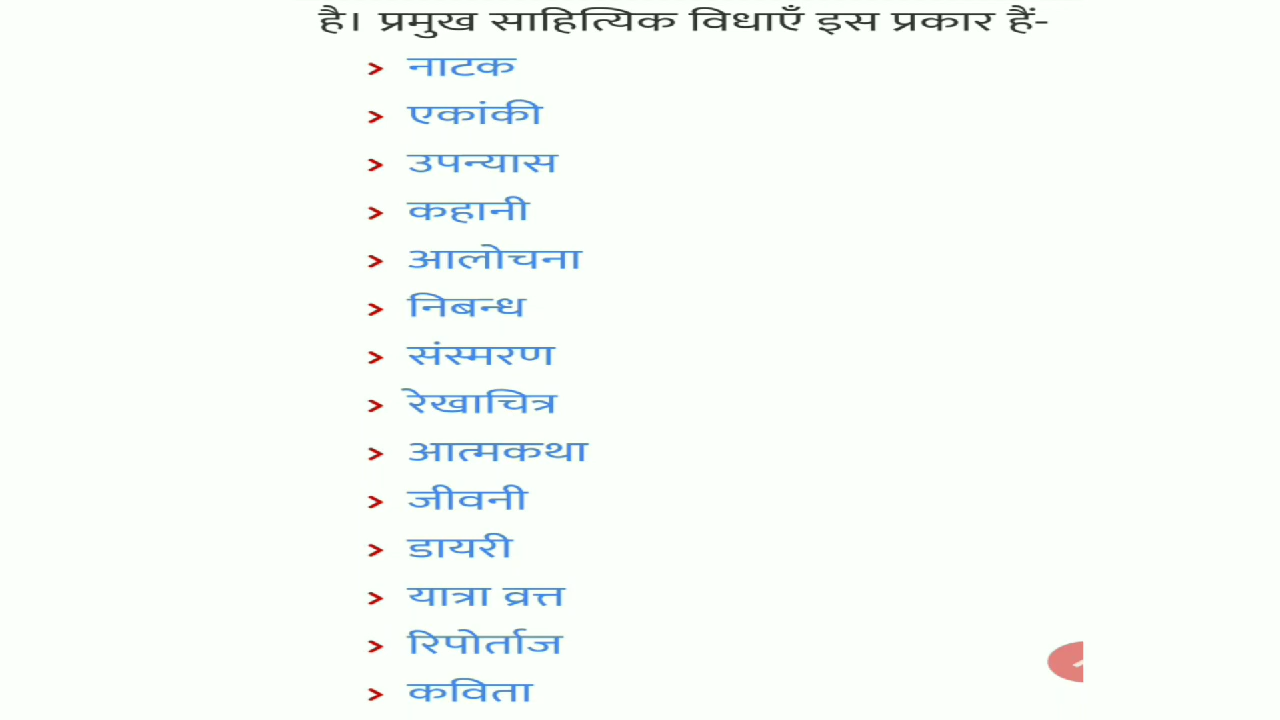 है। प्रमुख साहित्यिक विधाएँ इस प्रकार हैं-
> नाटक
> एकांकी
> उपन्यास
> कहानी
> आलोचना
> निबन्ध
> संस्मरण
> रेखाचित्र
> आत्मकथा
> जीवनी
> डायरी
> यात्रा व्रत्त
> रिपोर्ताज
> कविता